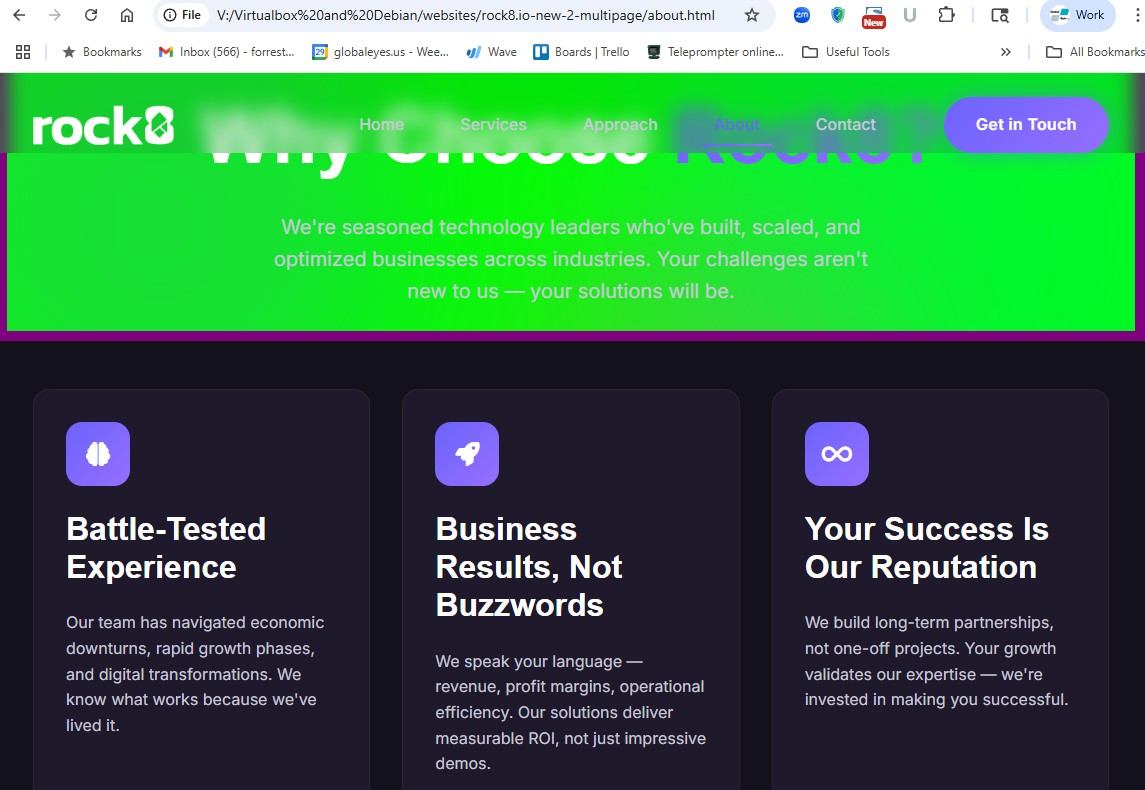 File
V:/Virtualbox%20and%20Debian/websites/rock8.io-new-2-multipage/about.html
zm
New
U
Work
Bookmarks
Inbox (566) - forrest...
29
globaleyes.us - Wee...
Wave
Boards | Trello
Teleprompter online...
Useful Tools
»
All Bookmarks
rock8
Home
Services
Approach
About
Contact
Get in Touch
Why Choose Rock8?
We're seasoned technology leaders who've built, scaled, and
optimized businesses across industries. Your challenges aren't
new to us — your solutions will be.
Battle-Tested
Experience
Our team has navigated economic
downturns, rapid growth phases,
and digital transformations. We
know what works because we've
lived it.
Business
Results, Not
Buzzwords
We speak your language —
revenue, profit margins, operational
efficiency. Our solutions deliver
measurable ROI, not just impressive
demos.
Your Success Is
Our Reputation
We build long-term partnerships,
not one-off projects. Your growth
validates our expertise — we're
invested in making you successful.